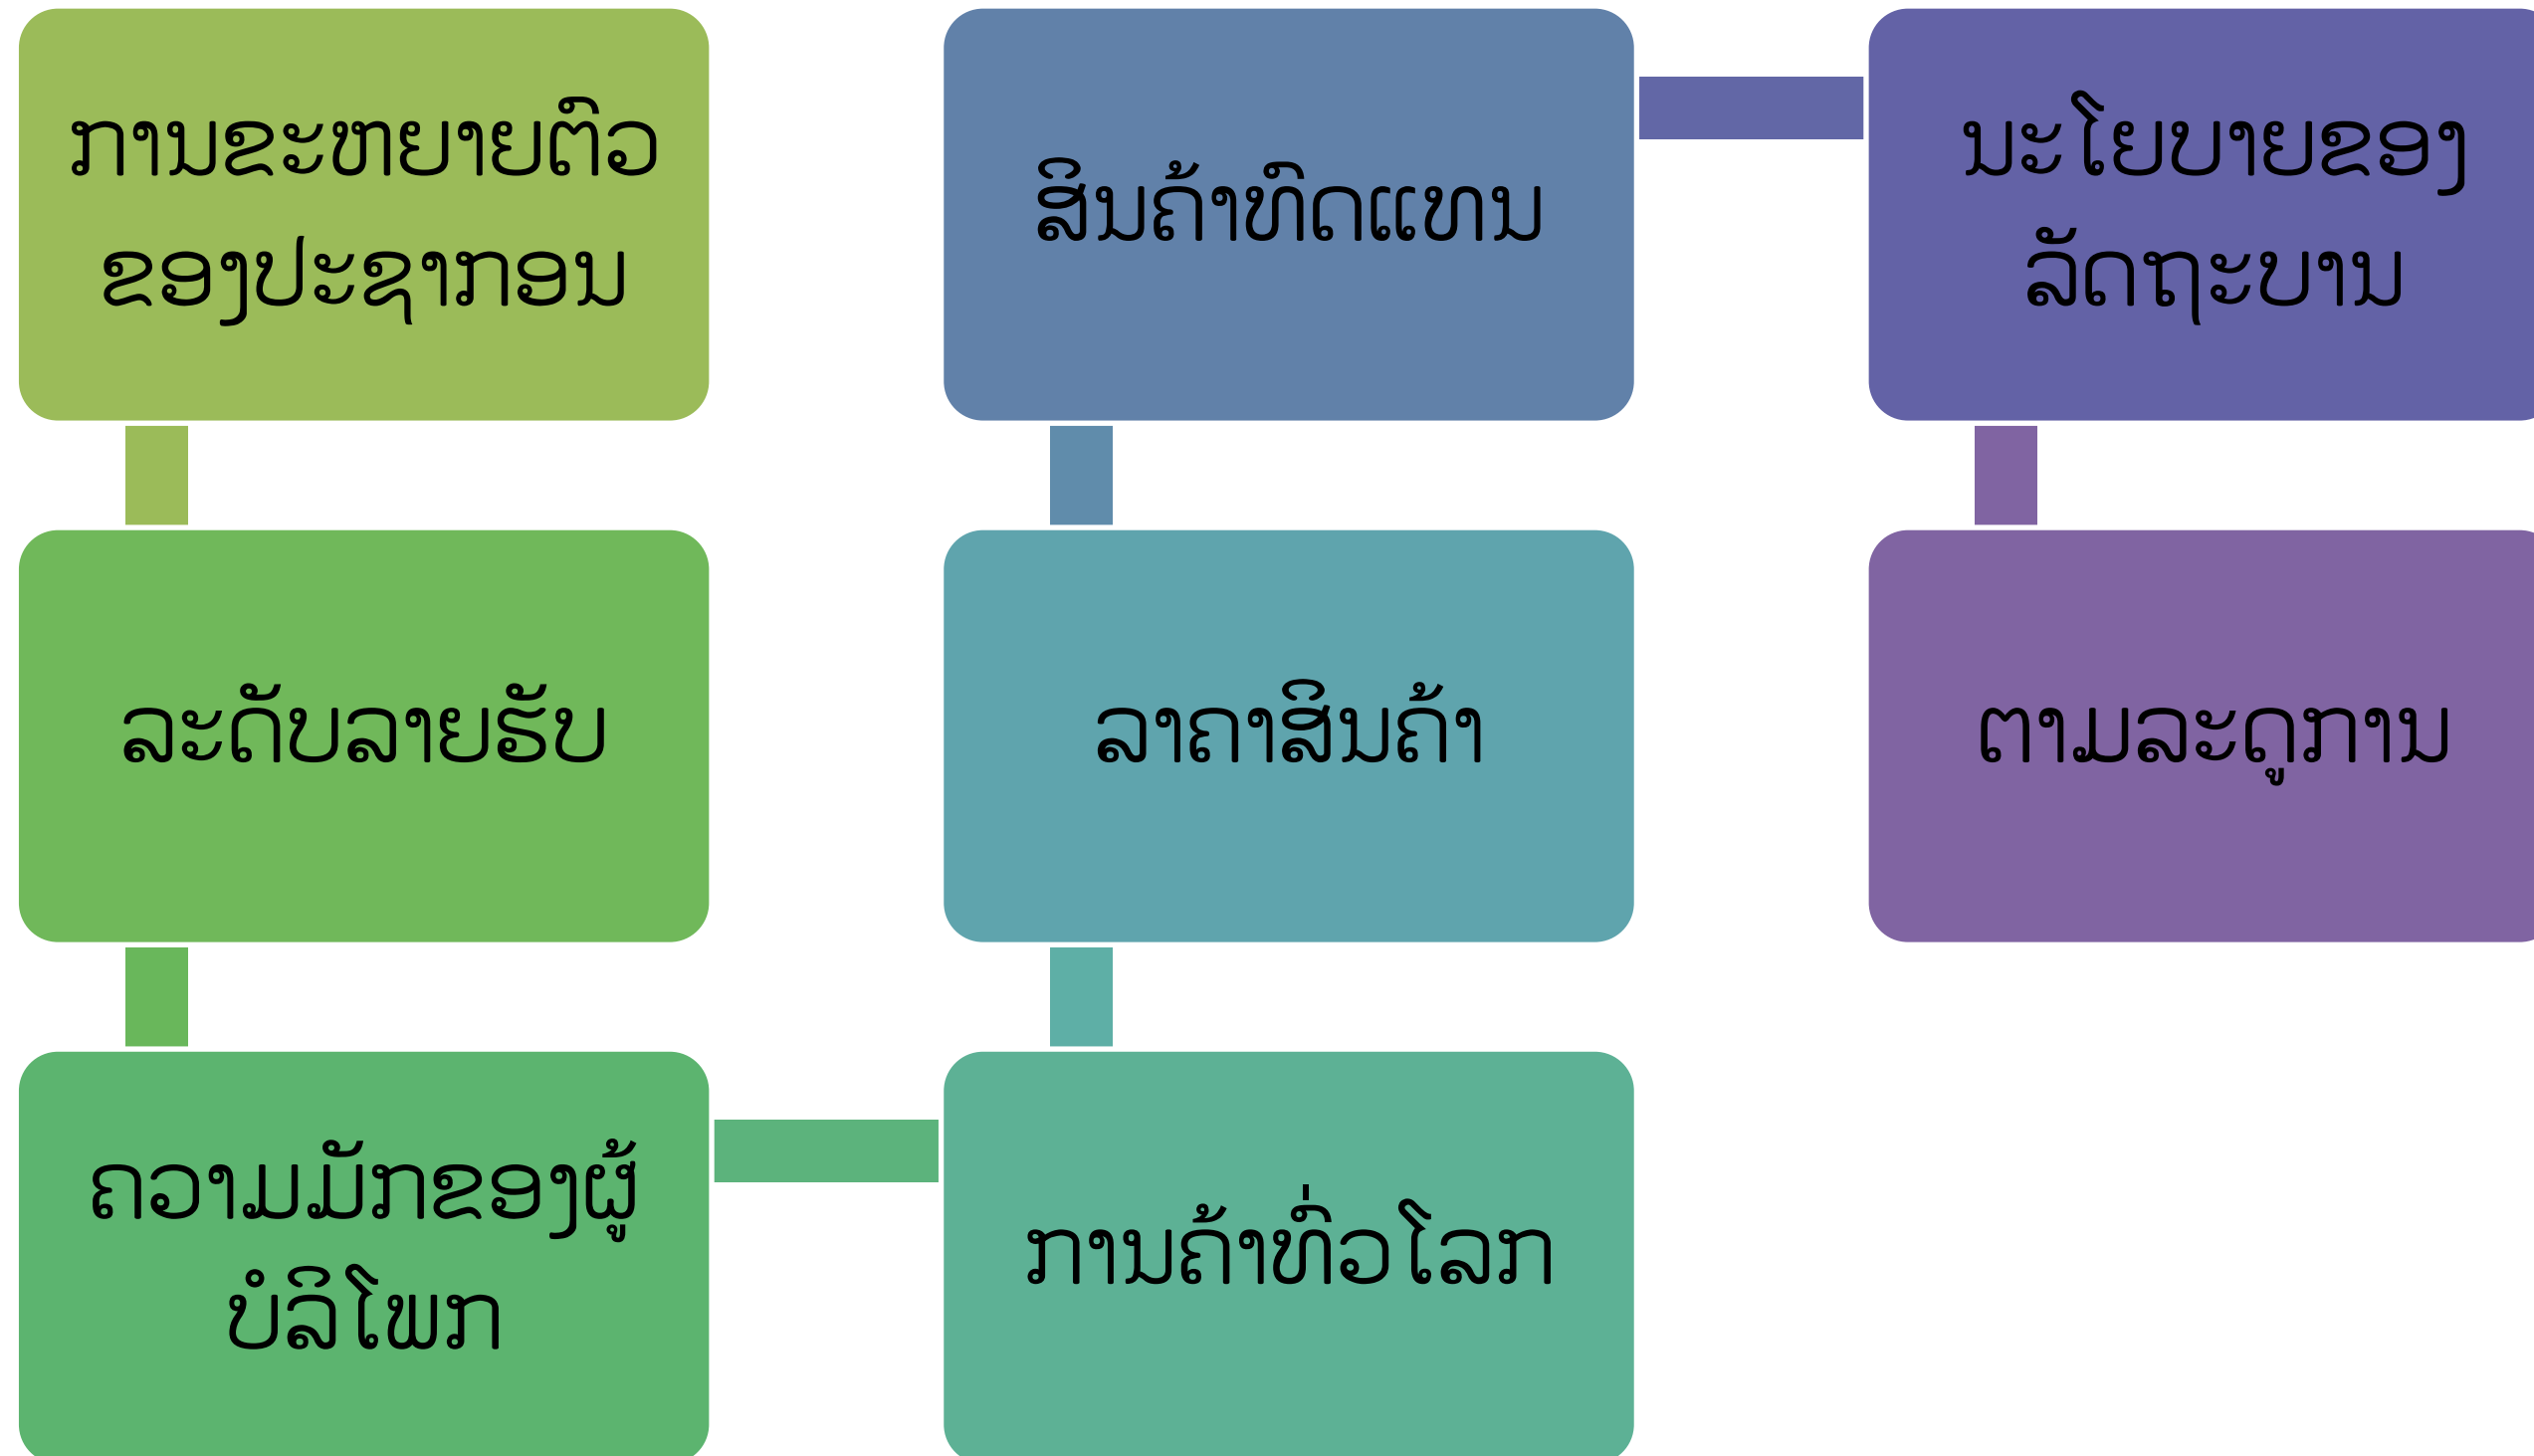 ການຂະຫຍາຍຕົວ
ຂອງປະຊາກອນ
ລະດັບລາຍຮັບ
ຄວາມມັກຂອງຜູ້
ບໍລິໂພກ
ການຄ້າທົ່ວໂລກ
ລາຄາສິນຄ້າ
ສິນຄ້າທົດແທນ
ນະໂຍບາຍຂອງ
ລັດຖະບານ
ຕາມລະດູການ